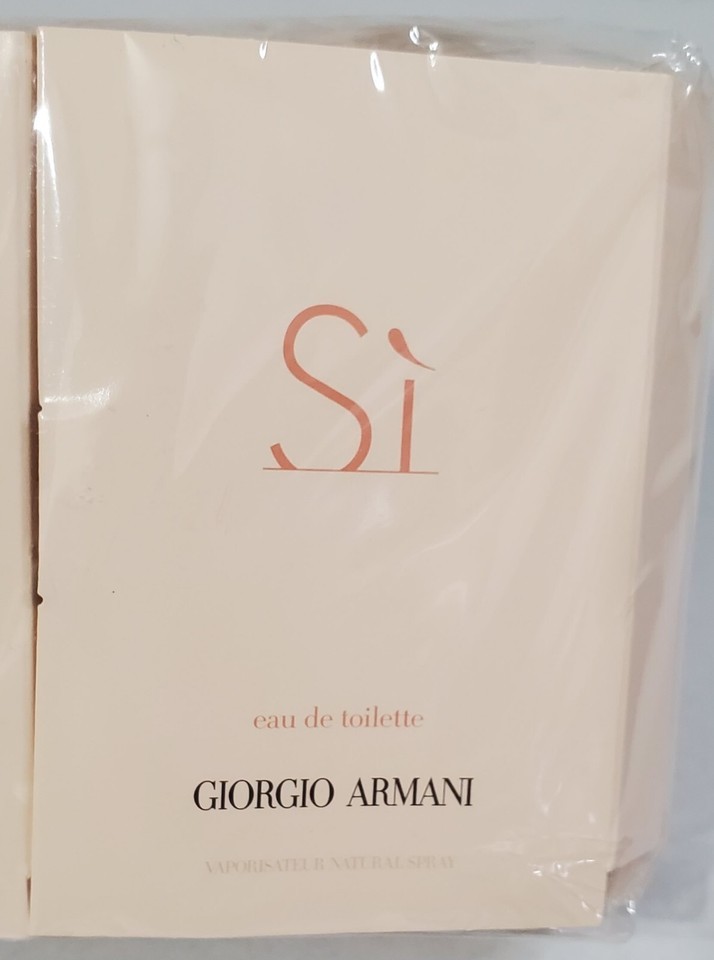 Sì
eau de toilette
GIORGIO ARMANI
VAPORISATEUR NATURAL SPRAY